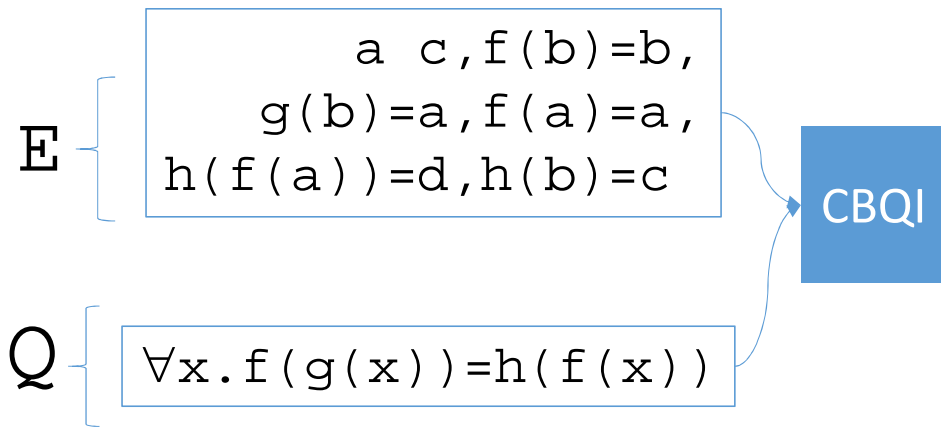 a c,f(b)=b,
g(b)=a,f(a)=a,
E
h(f(a))=d,h(b)=c
CBQI
Q
∀x.f(g(x))=h(f(x))